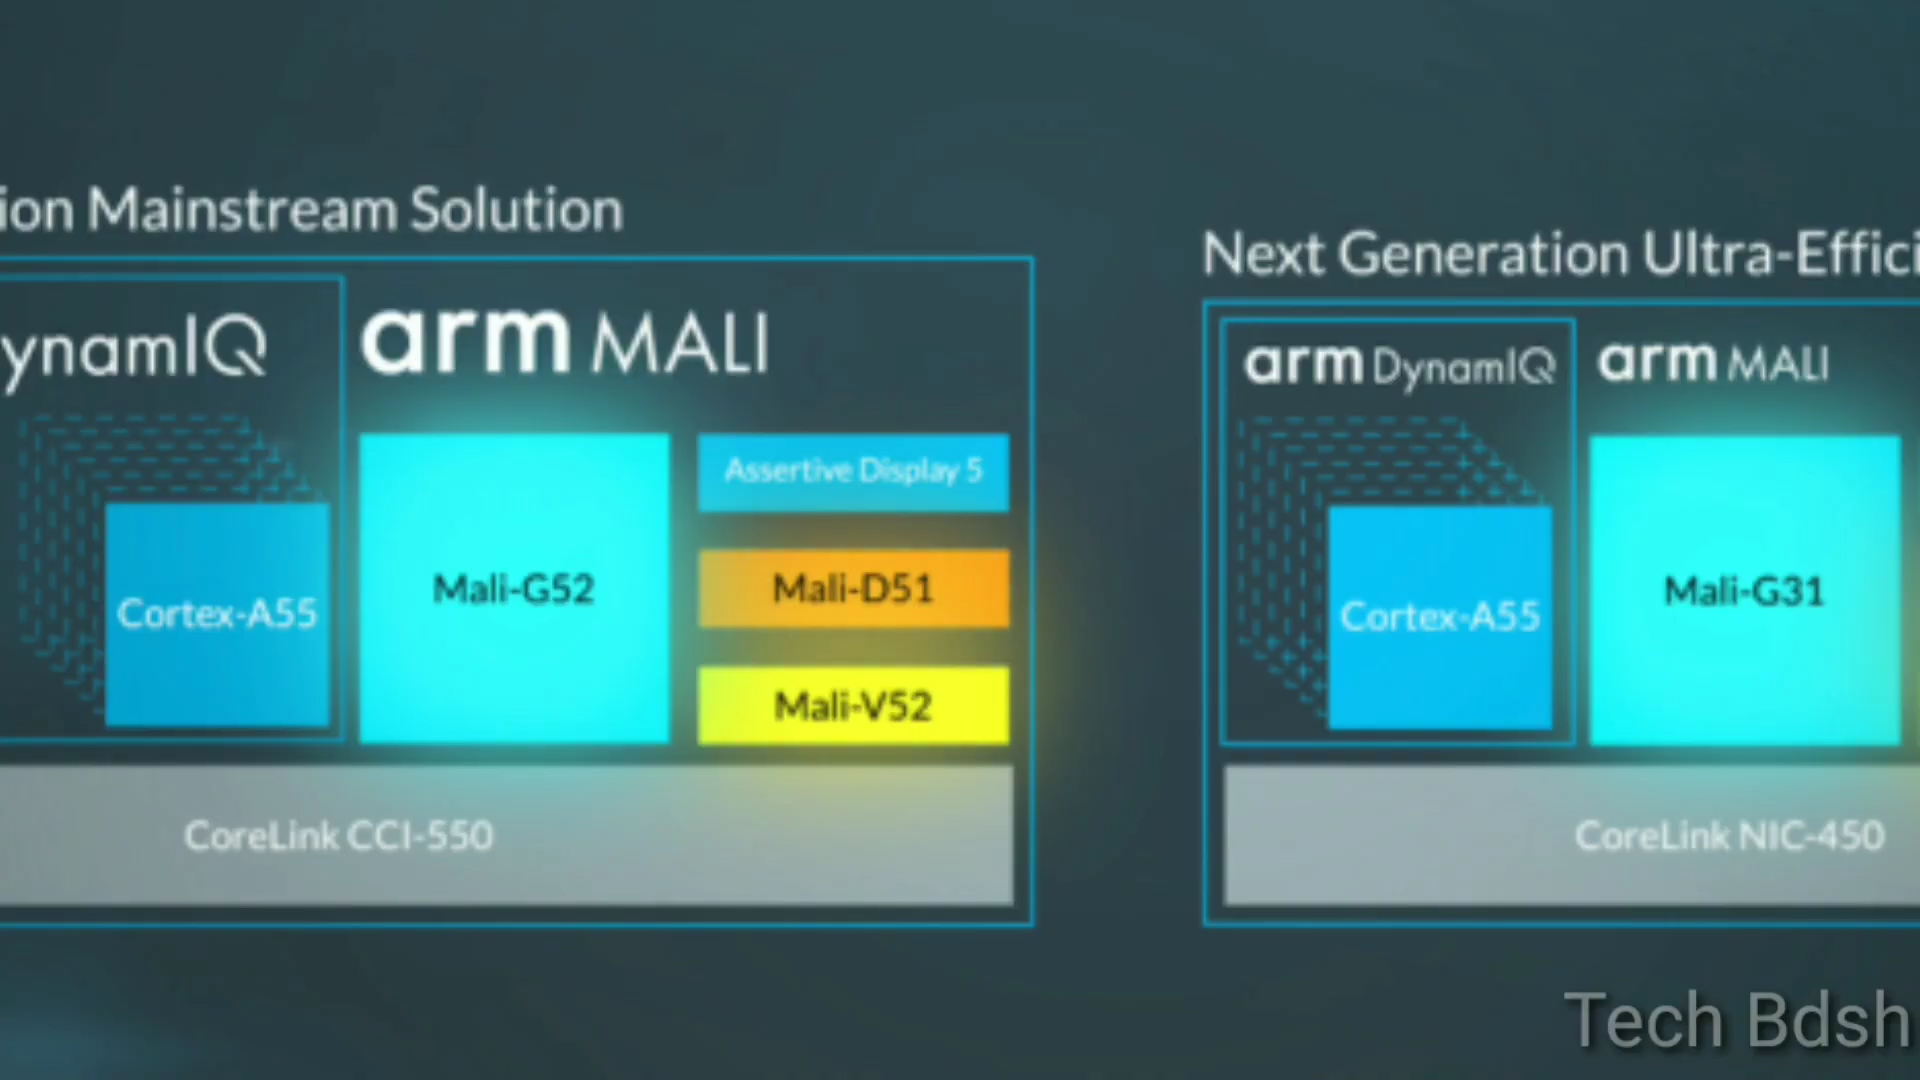 ion Mainstream Solution
ynamIQ
arm MALI
Assertive Display 5
Mali-G52
Mali-D51
Cortex-A55
Mali-V52
CoreLink CCI-550
Next Generation Ultra-Effici
arm DynamIQ
arm MALI
Mali-G31
Cortex-A55
CoreLink NIC-450
Tech Bdsh